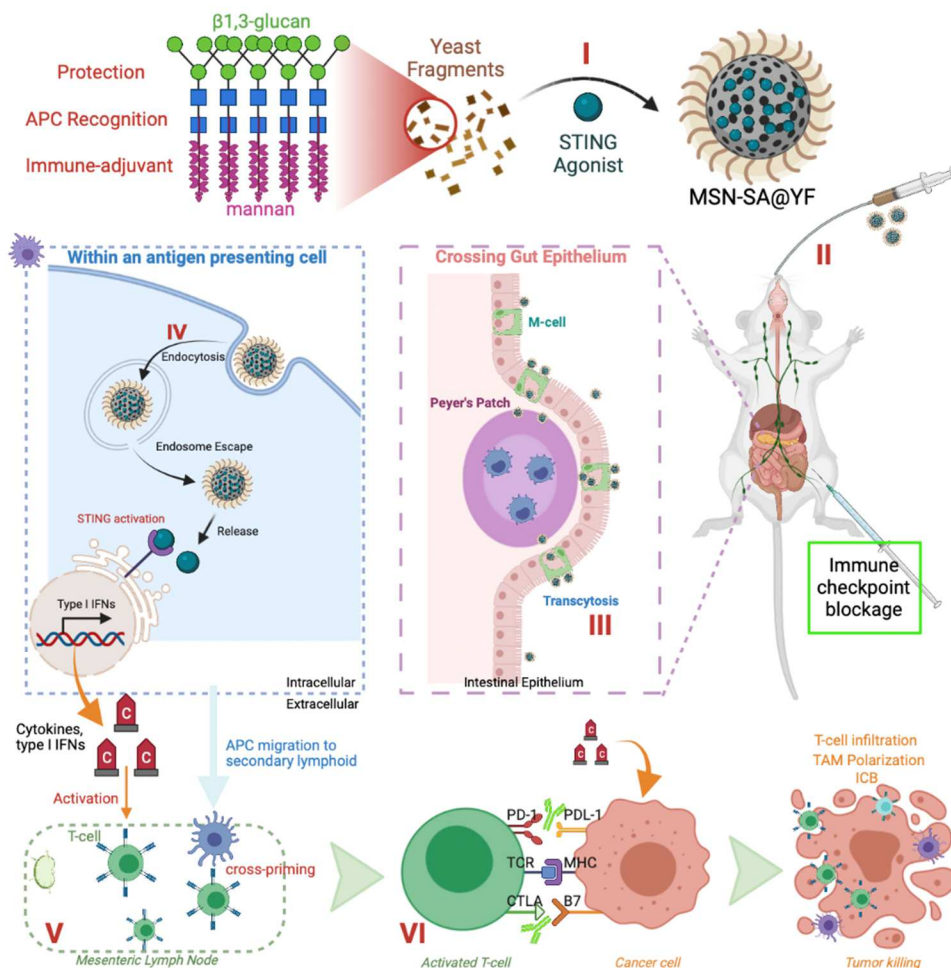 β1,3-glucan
Protection
APC Recognition
Immune-adjuvant
mannan
Yeast
Fragments
I
STING
Agonist
MSN-SA@YF
Within an antigen presenting cell
IV
Endocytosis
Endosome Escape
Release
STING activation
Type I IFNs
Intracellular
Extracellular
Crossing Gut Epithelium
M-cell
Peyer's Patch
Transcytosis
III
Intestinal Epithelium
II
Immune
checkpoint
blockage
Cytokines,
type I IFNs
C
C
C
APC migration to
secondary lymphoid
Activation
T-cell
cross-priming
V
Mesenteric Lymph Node
C
C
C
PD-1
PDL-1
TCR
MHC
CTLA
B7
VI
Activated T-cell
Cancer cell
T-cell infiltration
TAM Polarization
ICB
Tumor killing